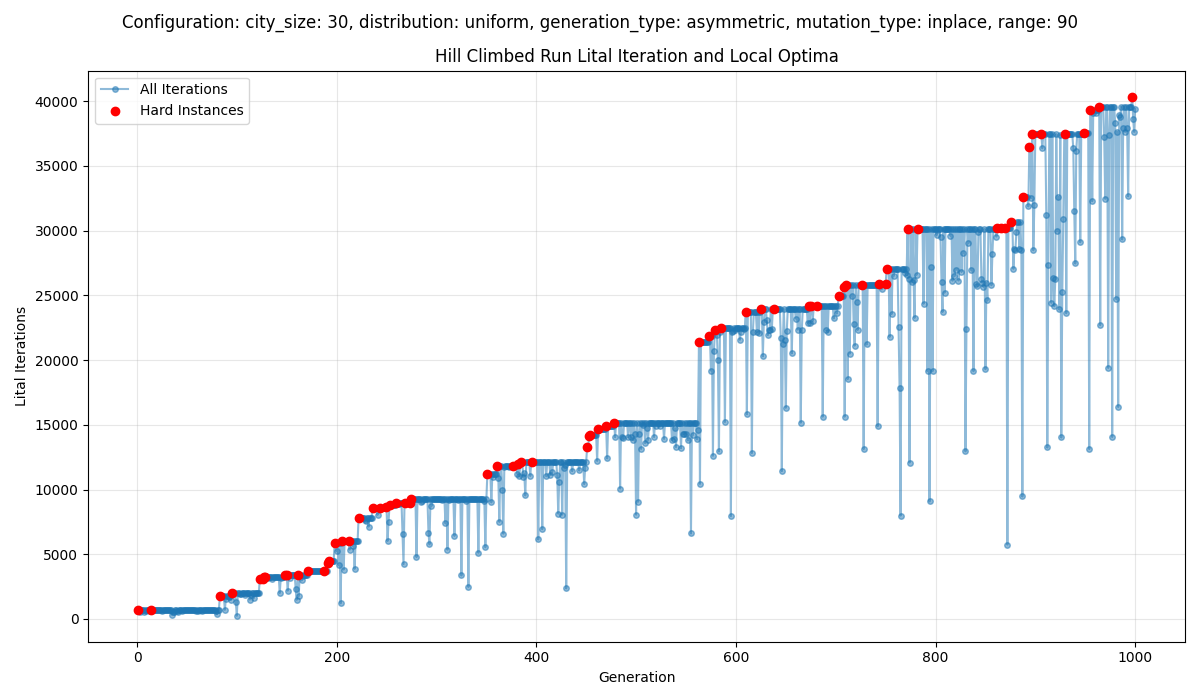 Configuration: city_size: 30, distribution: uniform, generation_type: asymmetric, mutation_type: inplace, range: 90
Hill Climbed Run Lital Iteration and Local Optima
All Iterations
Hard Instances
Lital Iterations
40000
35000
30000
25000
20000
15000
10000
5000
0
0 200 400 600 800 1000
Generation